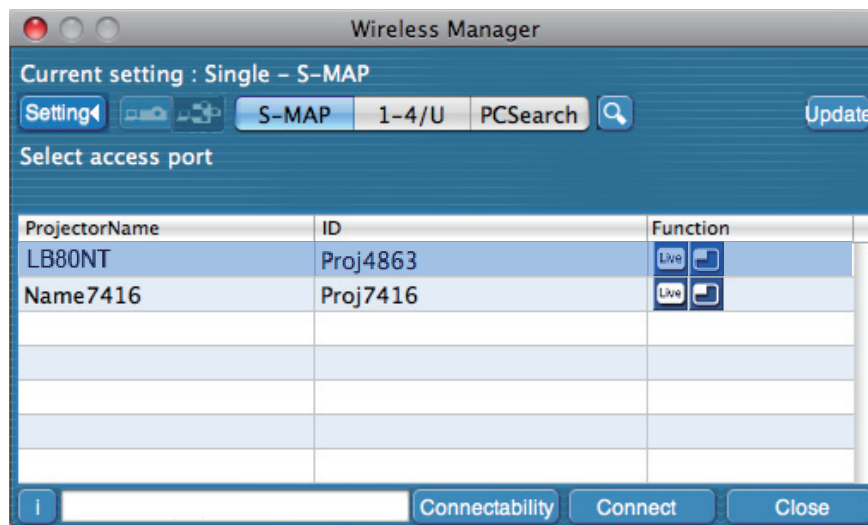 Wireless Manager
Current setting : Single – S-MAP
Setting S-MAP 1-4/U PCSearch Update
Select access port
ProjectorName ID Function
LB80NT Proj4863 Live
Name7416 Proj7416 Live
i Connectability Connect Close